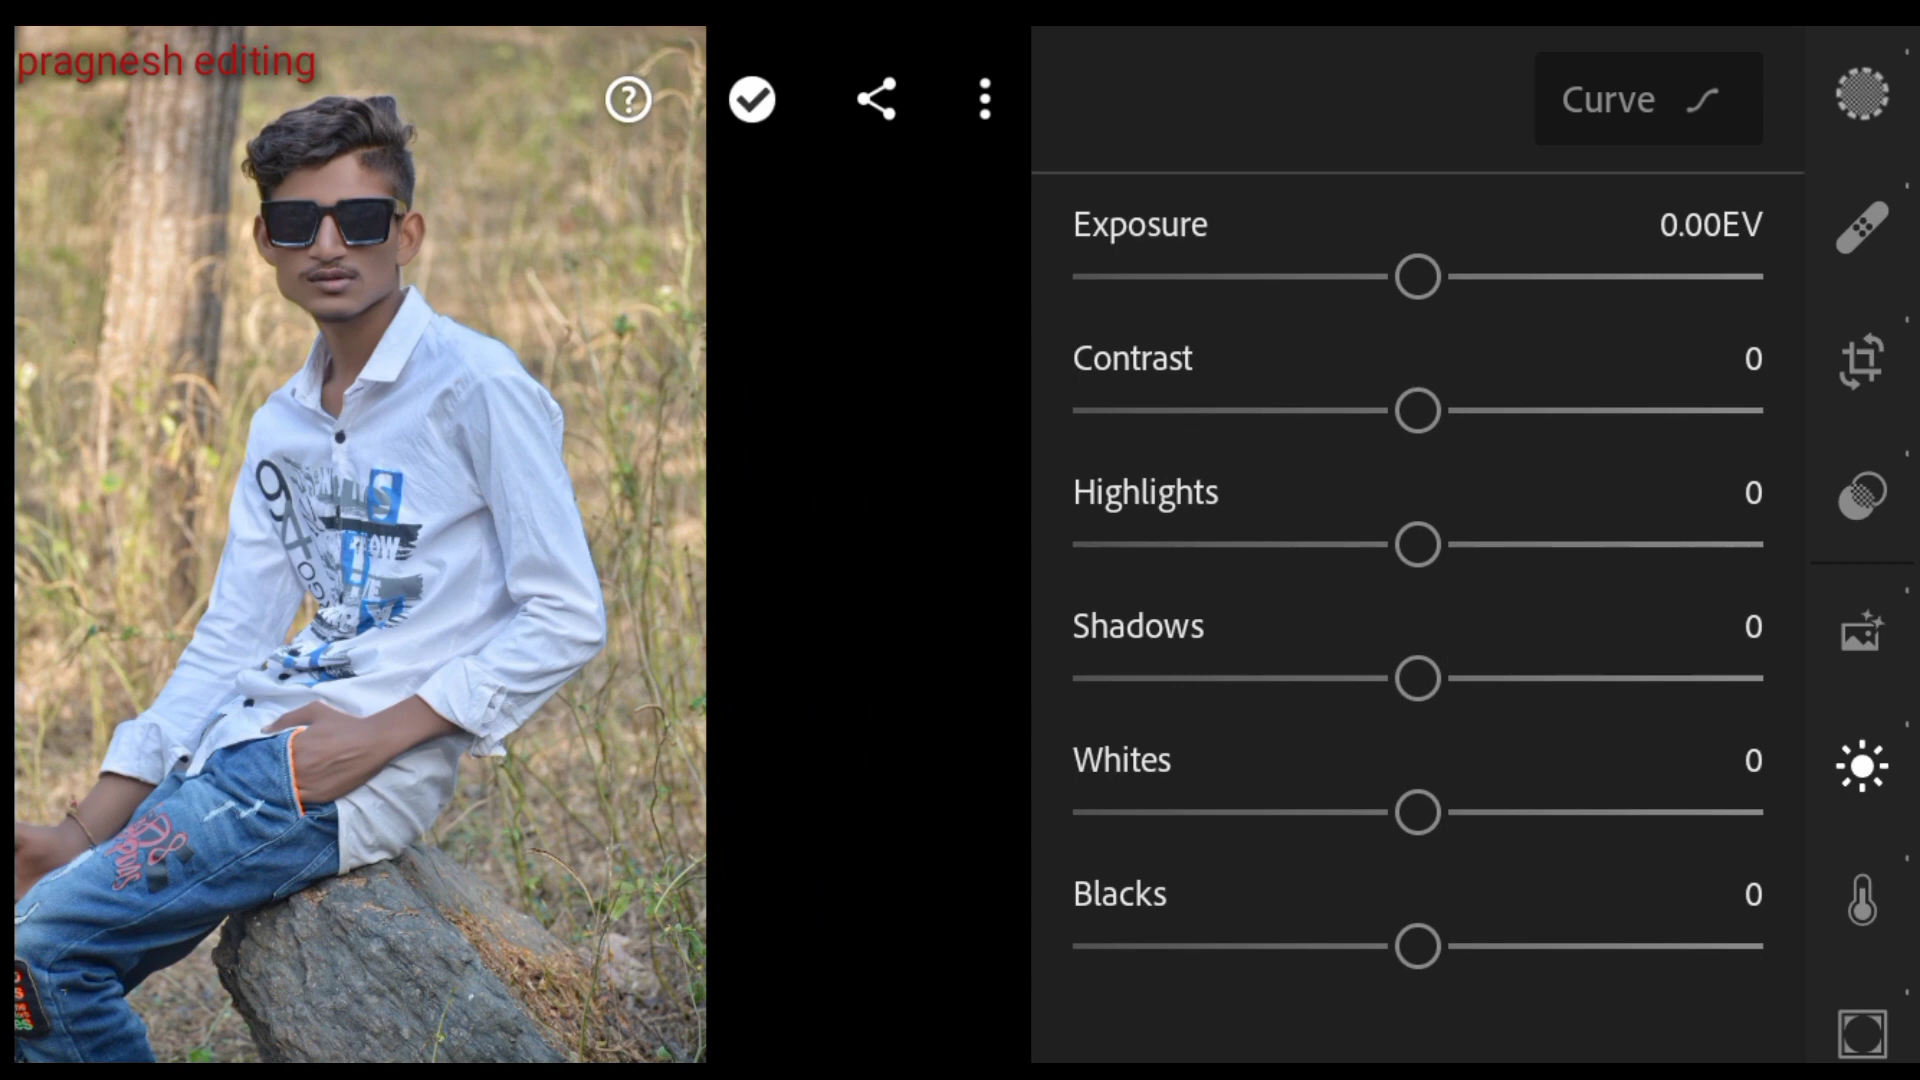 pragnesh editing
Curve
Exposure 0.00EV
Contrast 0
Highlights 0
Shadows 0
Whites 0
Blacks 0